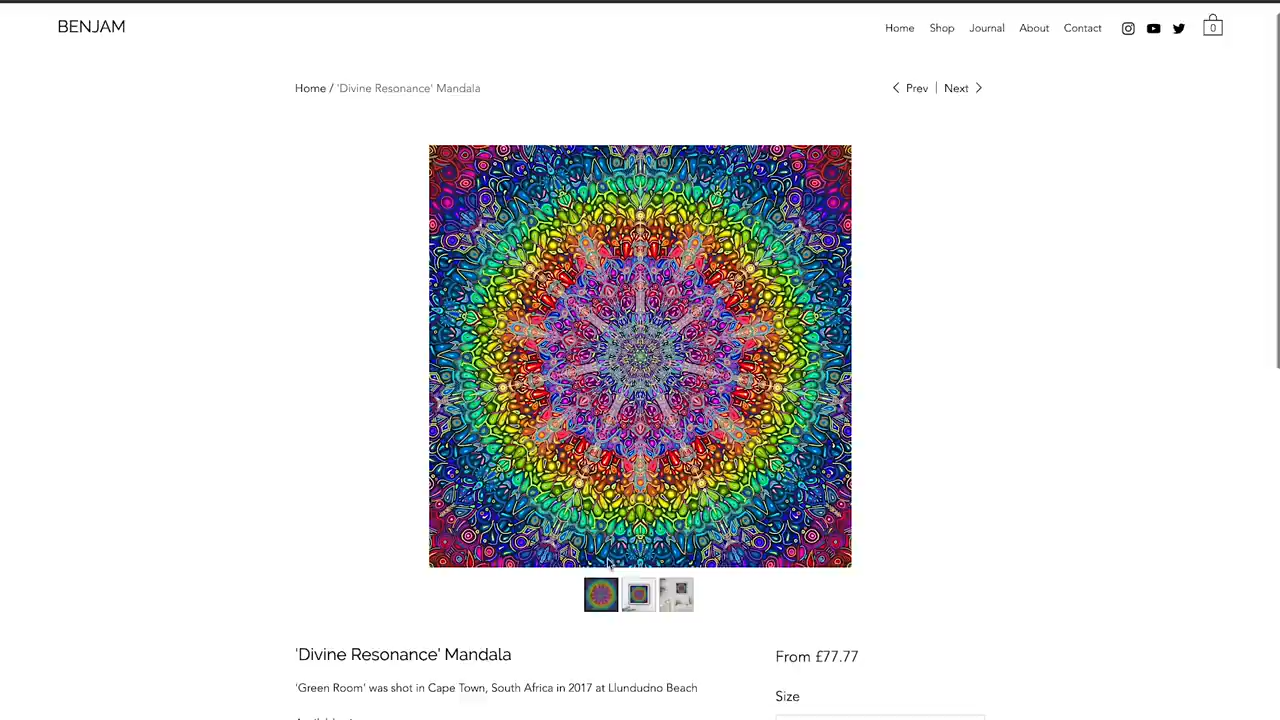 BENJAM
Home Shop Journal About Contact 0
Home / 'Divine Resonance' Mandala
Prev | Next
'Divine Resonance' Mandala
From £77.77
'Green Room' was shot in Cape Town, South Africa in 2017 at Llundudno Beach
Size